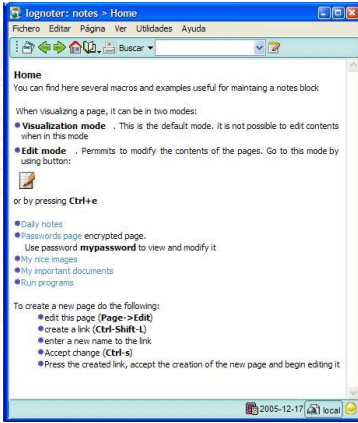 lognoter: notes > Home
Fichero Editar Página Ver Utilidades Ayuda
Buscar
Home
You can find here several macros and examples useful for maintaing a notes block
When visualizing a page, it can be in two modes:
Visualization mode . This is the default mode. it is not possible to edit contents
when in this mode
Edit mode . Permmits to modify the contents of the pages. Go to this mode by
using button:
or by pressing Ctrl+e
Daily notes
Passwords page encrypted page.
Use password mypassword to view and modify it
My nice images
My important documents
Run programs
To create a new page do the following:
edit this page (Page->Edit)
create a link (Ctrl-Shift-L)
enter a new name to the link
Accept change (Ctrl-s)
Press the created link, accept the creation of the new page and begin editing it
2005-12-17 local